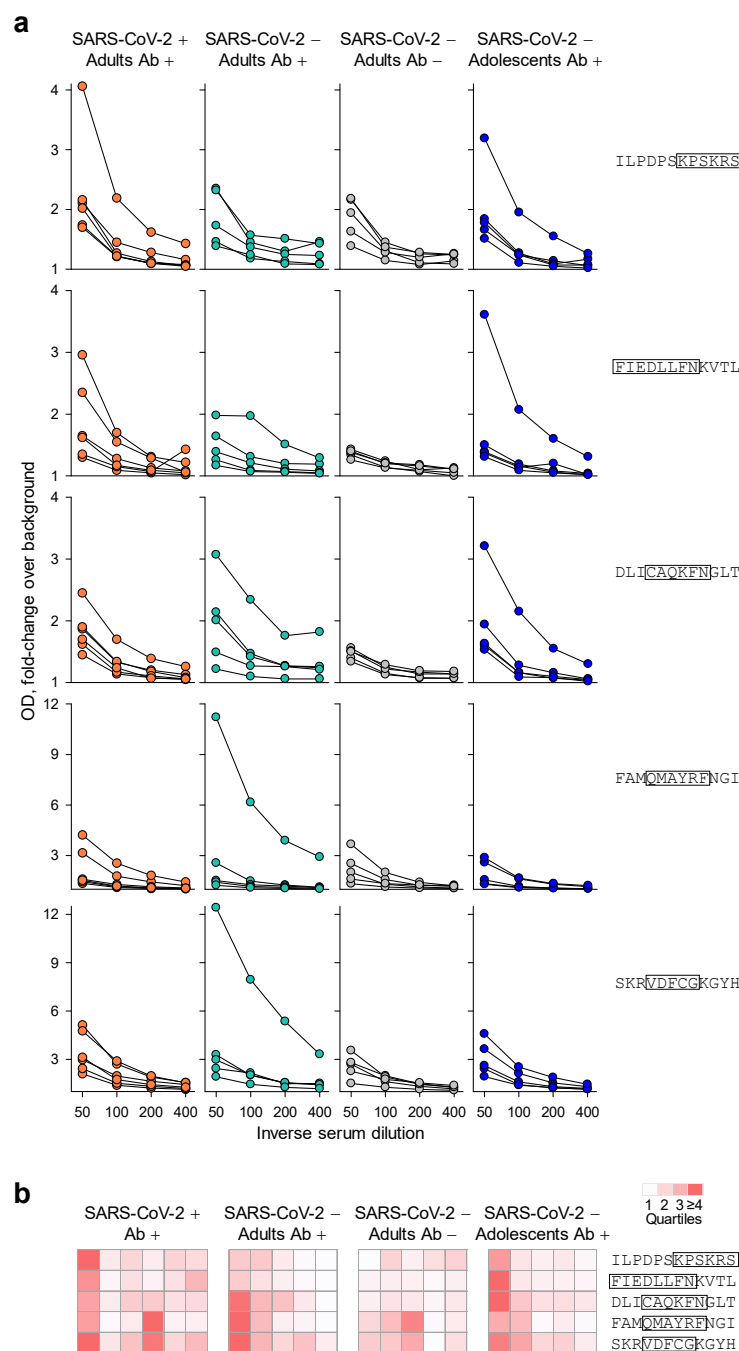 a
SARS-CoV-2 + SARS-CoV-2 − SARS-CoV-2 − SARS-CoV-2 −
Adults Ab + Adults Ab + Adults Ab − Adolescents Ab +
4
3
2
1
ILPDPSKPSKRS
4
3
2
1
FIEDLLFNKVTL
OD, fold-change over background
4
3
2
1
DLICAQKFNGLT
12
9
6
3
FAMQMAYRFNGI
12
9
6
3
SKRVDFCGKGYH
50 100 200 400 50 100 200 400 50 100 200 400 50 100 200 400
Inverse serum dilution
b
SARS-CoV-2 + SARS-CoV-2 − SARS-CoV-2 − SARS-CoV-2 −
Ab + Adults Ab + Adults Ab − Adolescents Ab +
1 2 3 ≥4
Quartiles
ILPDPSKPSKRS
FIEDLLFNKVTL
DLICAQKFNGLT
FAMQMAYRFNGI
SKRVDFCGKGYH